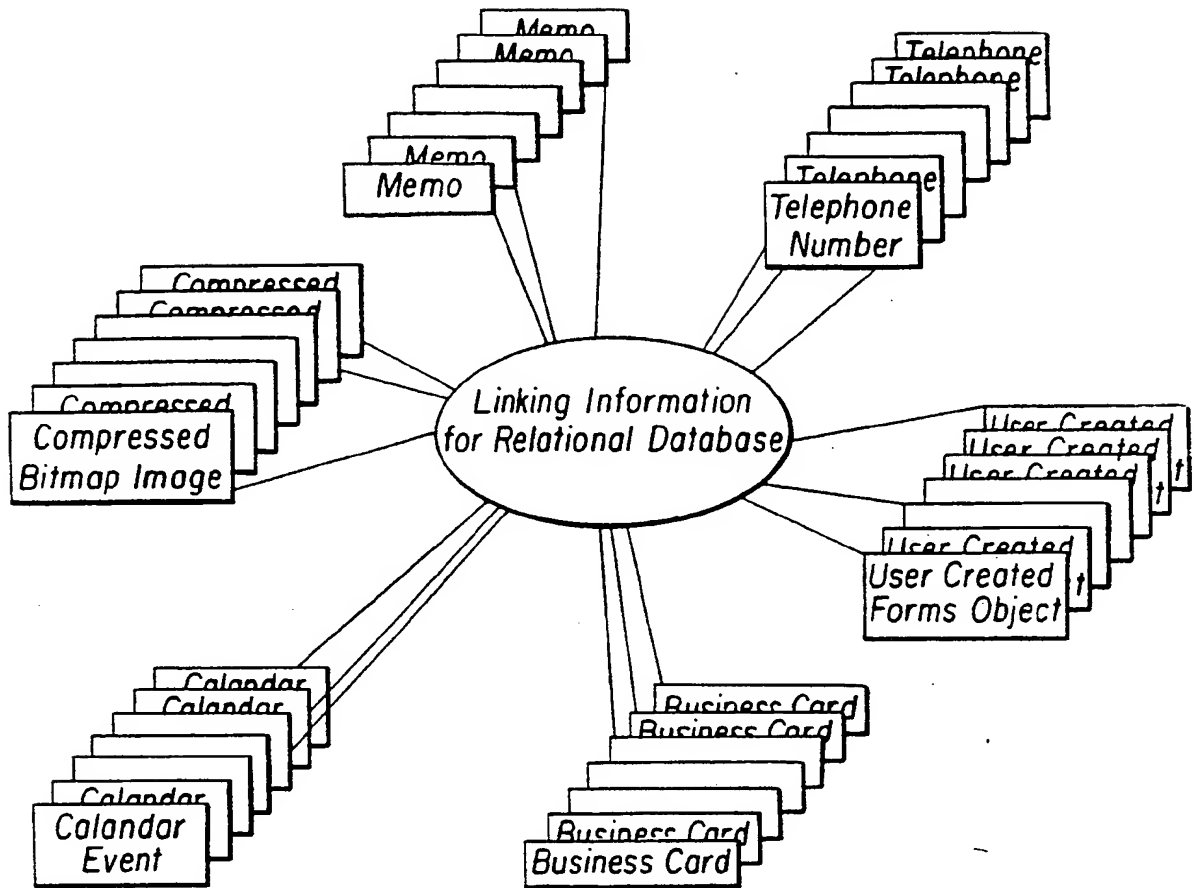 Memo
Memo
Memo
Memo
Telephone
Telephone
Telephone
Telephone
Number
Compressed
Compressed
Compressed
Compressed
Bitmap Image
Linking Information
for Relational Database
User Created
User Created
User Created
t
t
User Created
User Created
t
Forms Object
Calandar
Calandar
Calandar
Calandar
Event
Business Card
Business Card
Business Card
Business Card